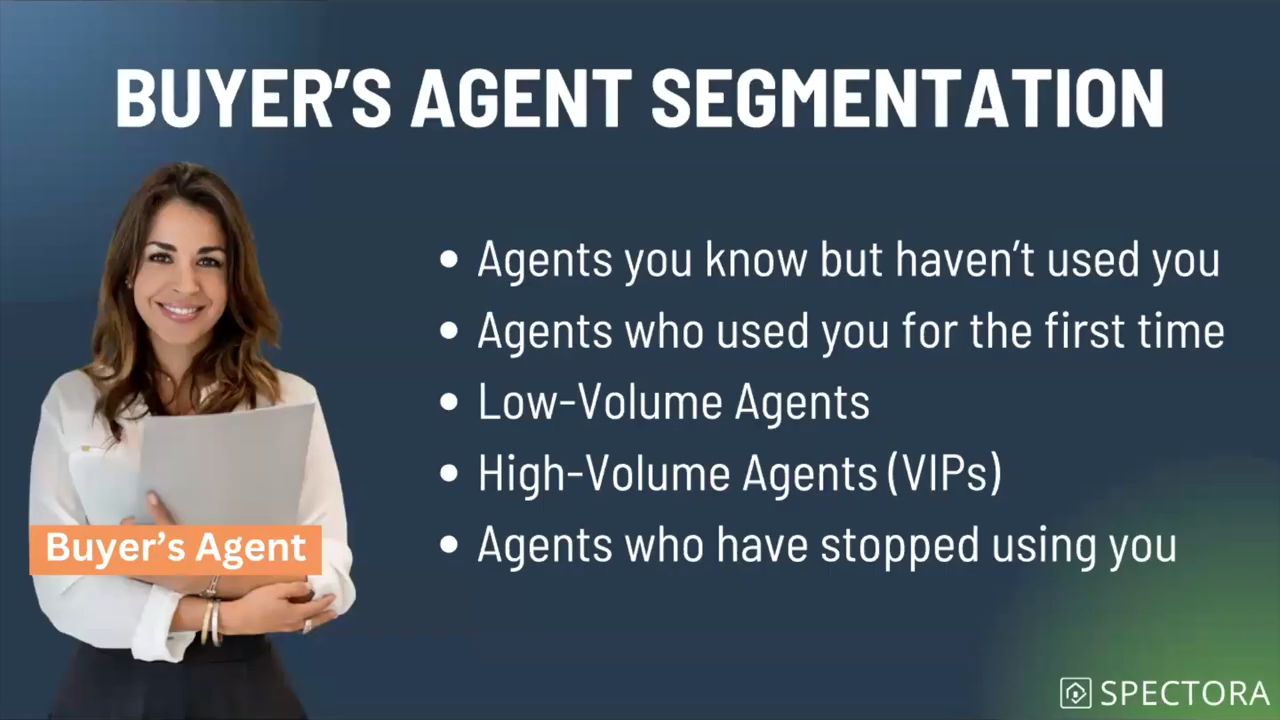 BUYER’S AGENT SEGMENTATION
• Agents you know but haven’t used you
• Agents who used you for the first time
• Low-Volume Agents
• High-Volume Agents (VIPs)
• Agents who have stopped using you
Buyer’s Agent
SPECTORA